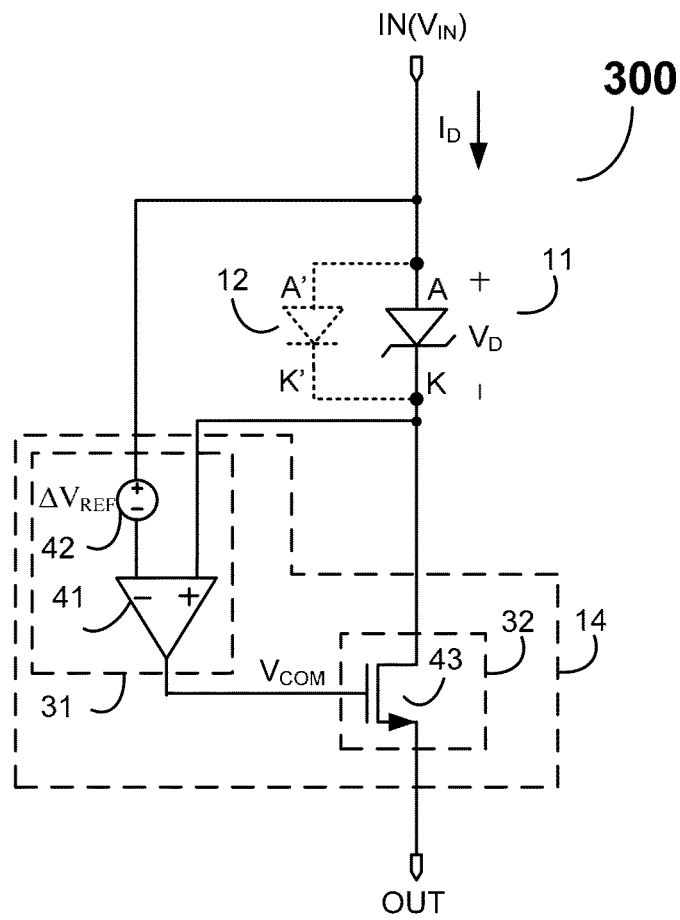 IN(V_IN)
300
I_D
12
A'
A
+
11
V_D
K'
K
-
ΔV_REF
+
-
42
41
-
+
31
V_COM
43
32
14
OUT